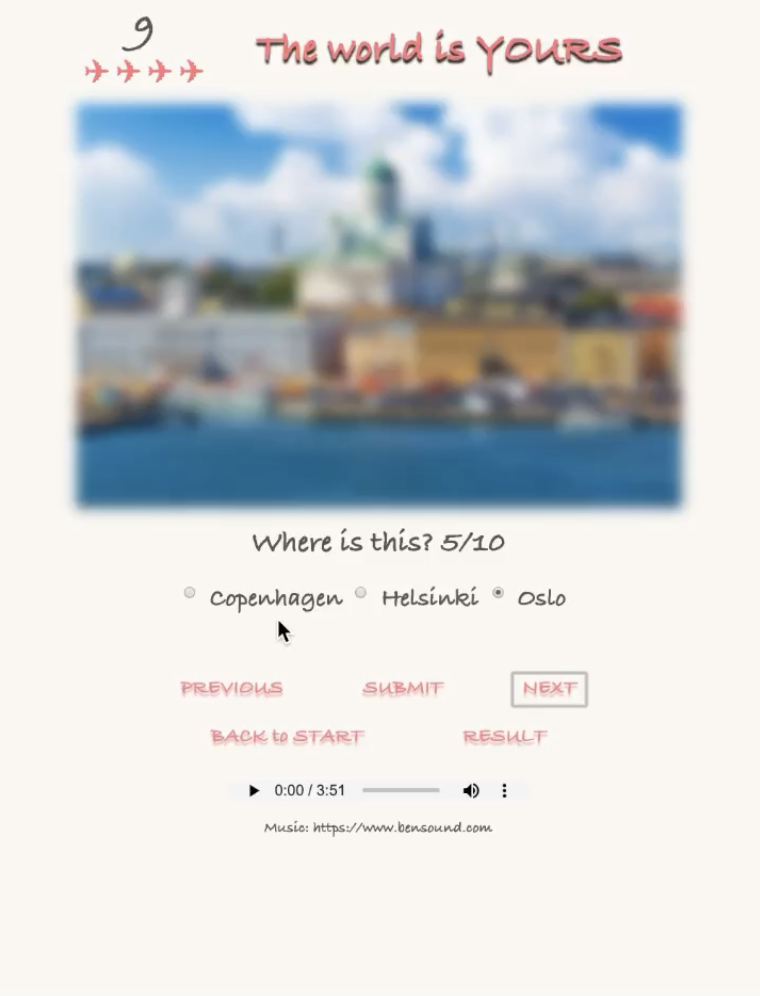 9
The world is YOURS
Where is this? 5/10
Copenhagen Helsinki Oslo
PREVIOUS SUBMIT NEXT
BACK to START RESULT
0:00 / 3:51
Music: https://www.bensound.com